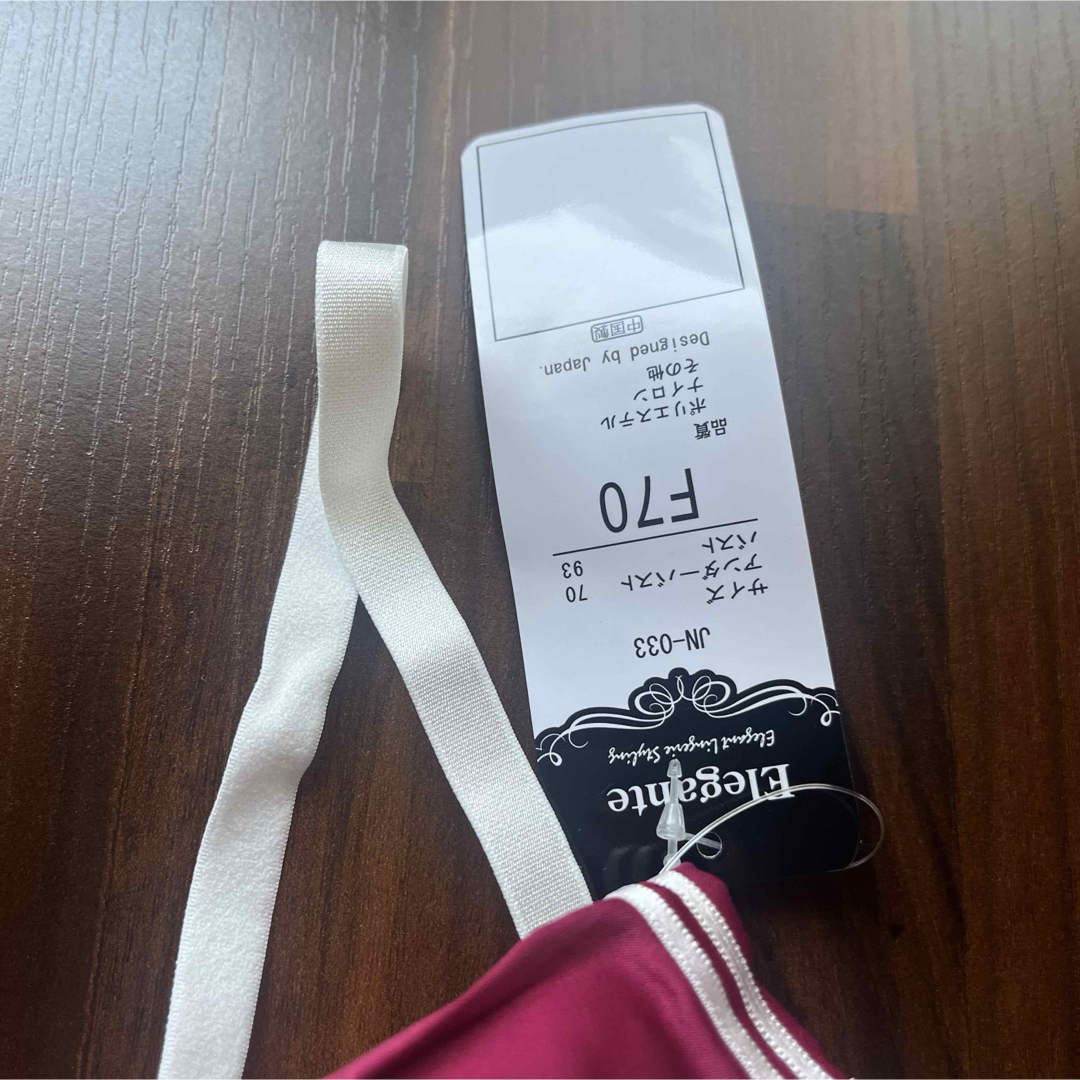 Elegante
Elegant Lingerie Styling
JN-033
サイズ
アンダーバスト 70
バスト 93
F70
品質
ポリエステル
ナイロン
その他
Designed by Japan.
中国製